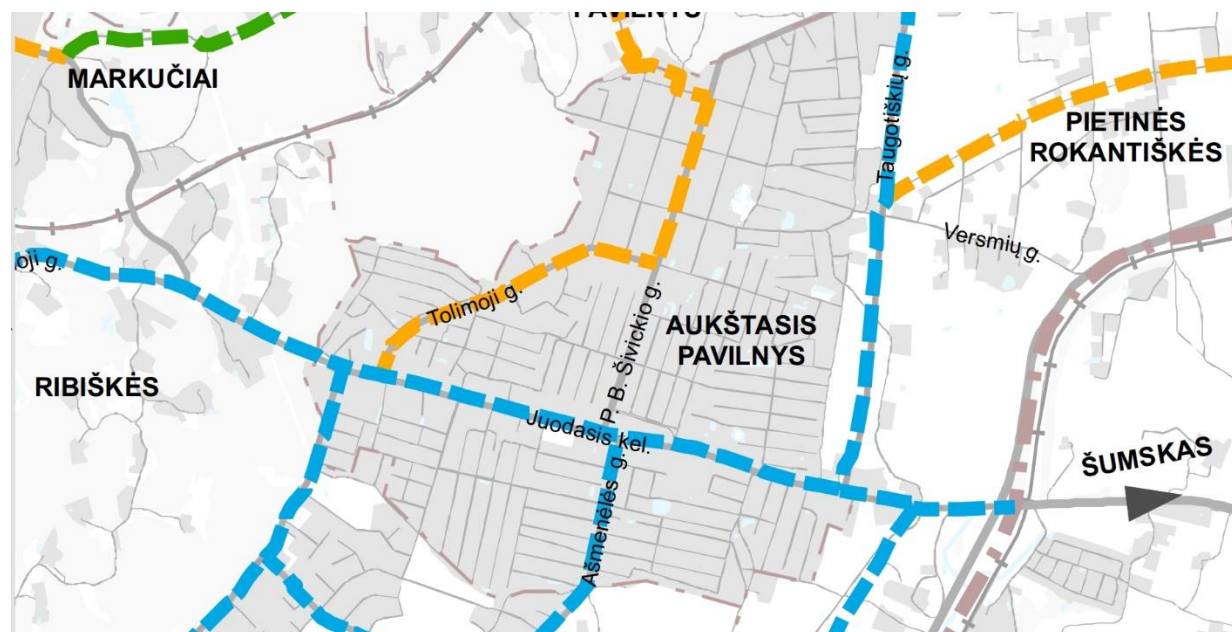 PAVILNYS
MARKUČIAI
Taugotiškių g.
PIETINĖS
ROKANTIŠKĖS
Versmių g.
oji g.
Tolimoji g.
P. B. Šivickio g.
AUKŠTASIS
PAVILNYS
RIBIŠKĖS
Juodasis kel.
Ašmenėlės g.
ŠUMSKAS